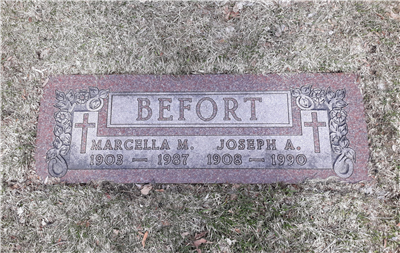 BEFORT
MARCELLA M. JOSEPH A.
1903 — 1987 1908 — 1990